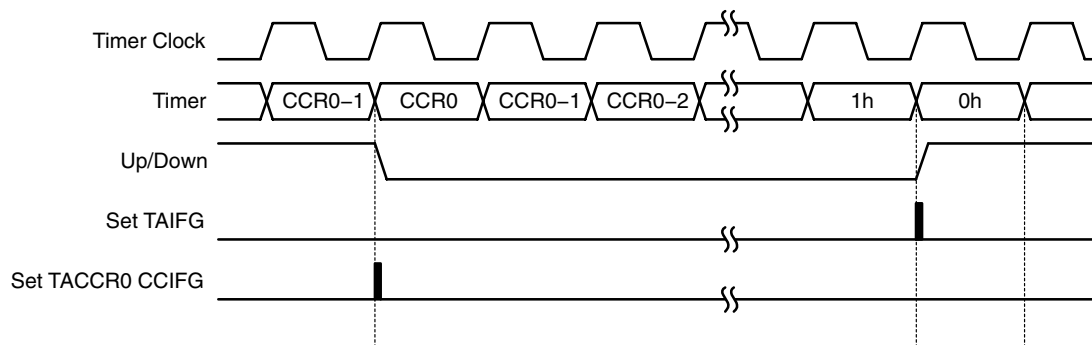 Timer Clock
Timer CCR0−1 CCR0 CCR0−1 CCR0−2 1h 0h
Up/Down
Set TAIFG
Set TACCR0 CCIFG